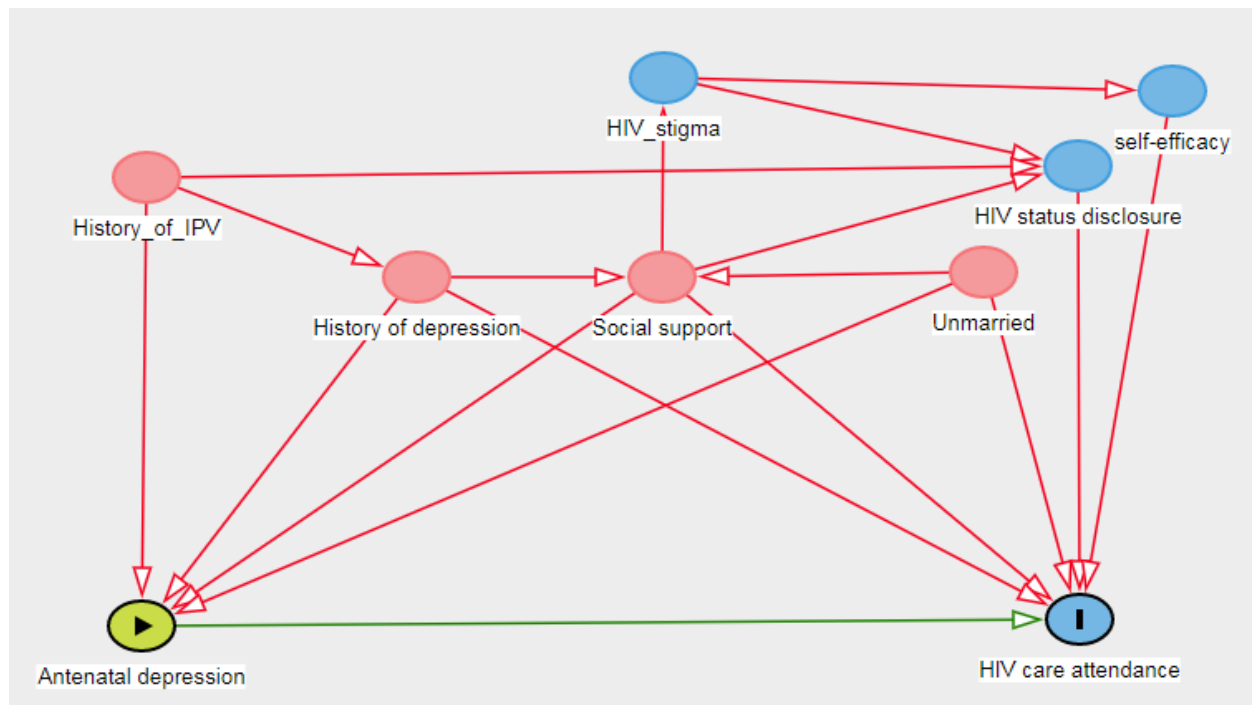 HIV_stigma
self-efficacy
HIV status disclosure
History_of_IPV
History of depression
Social support
Unmarried
Antenatal depression
HIV care attendance